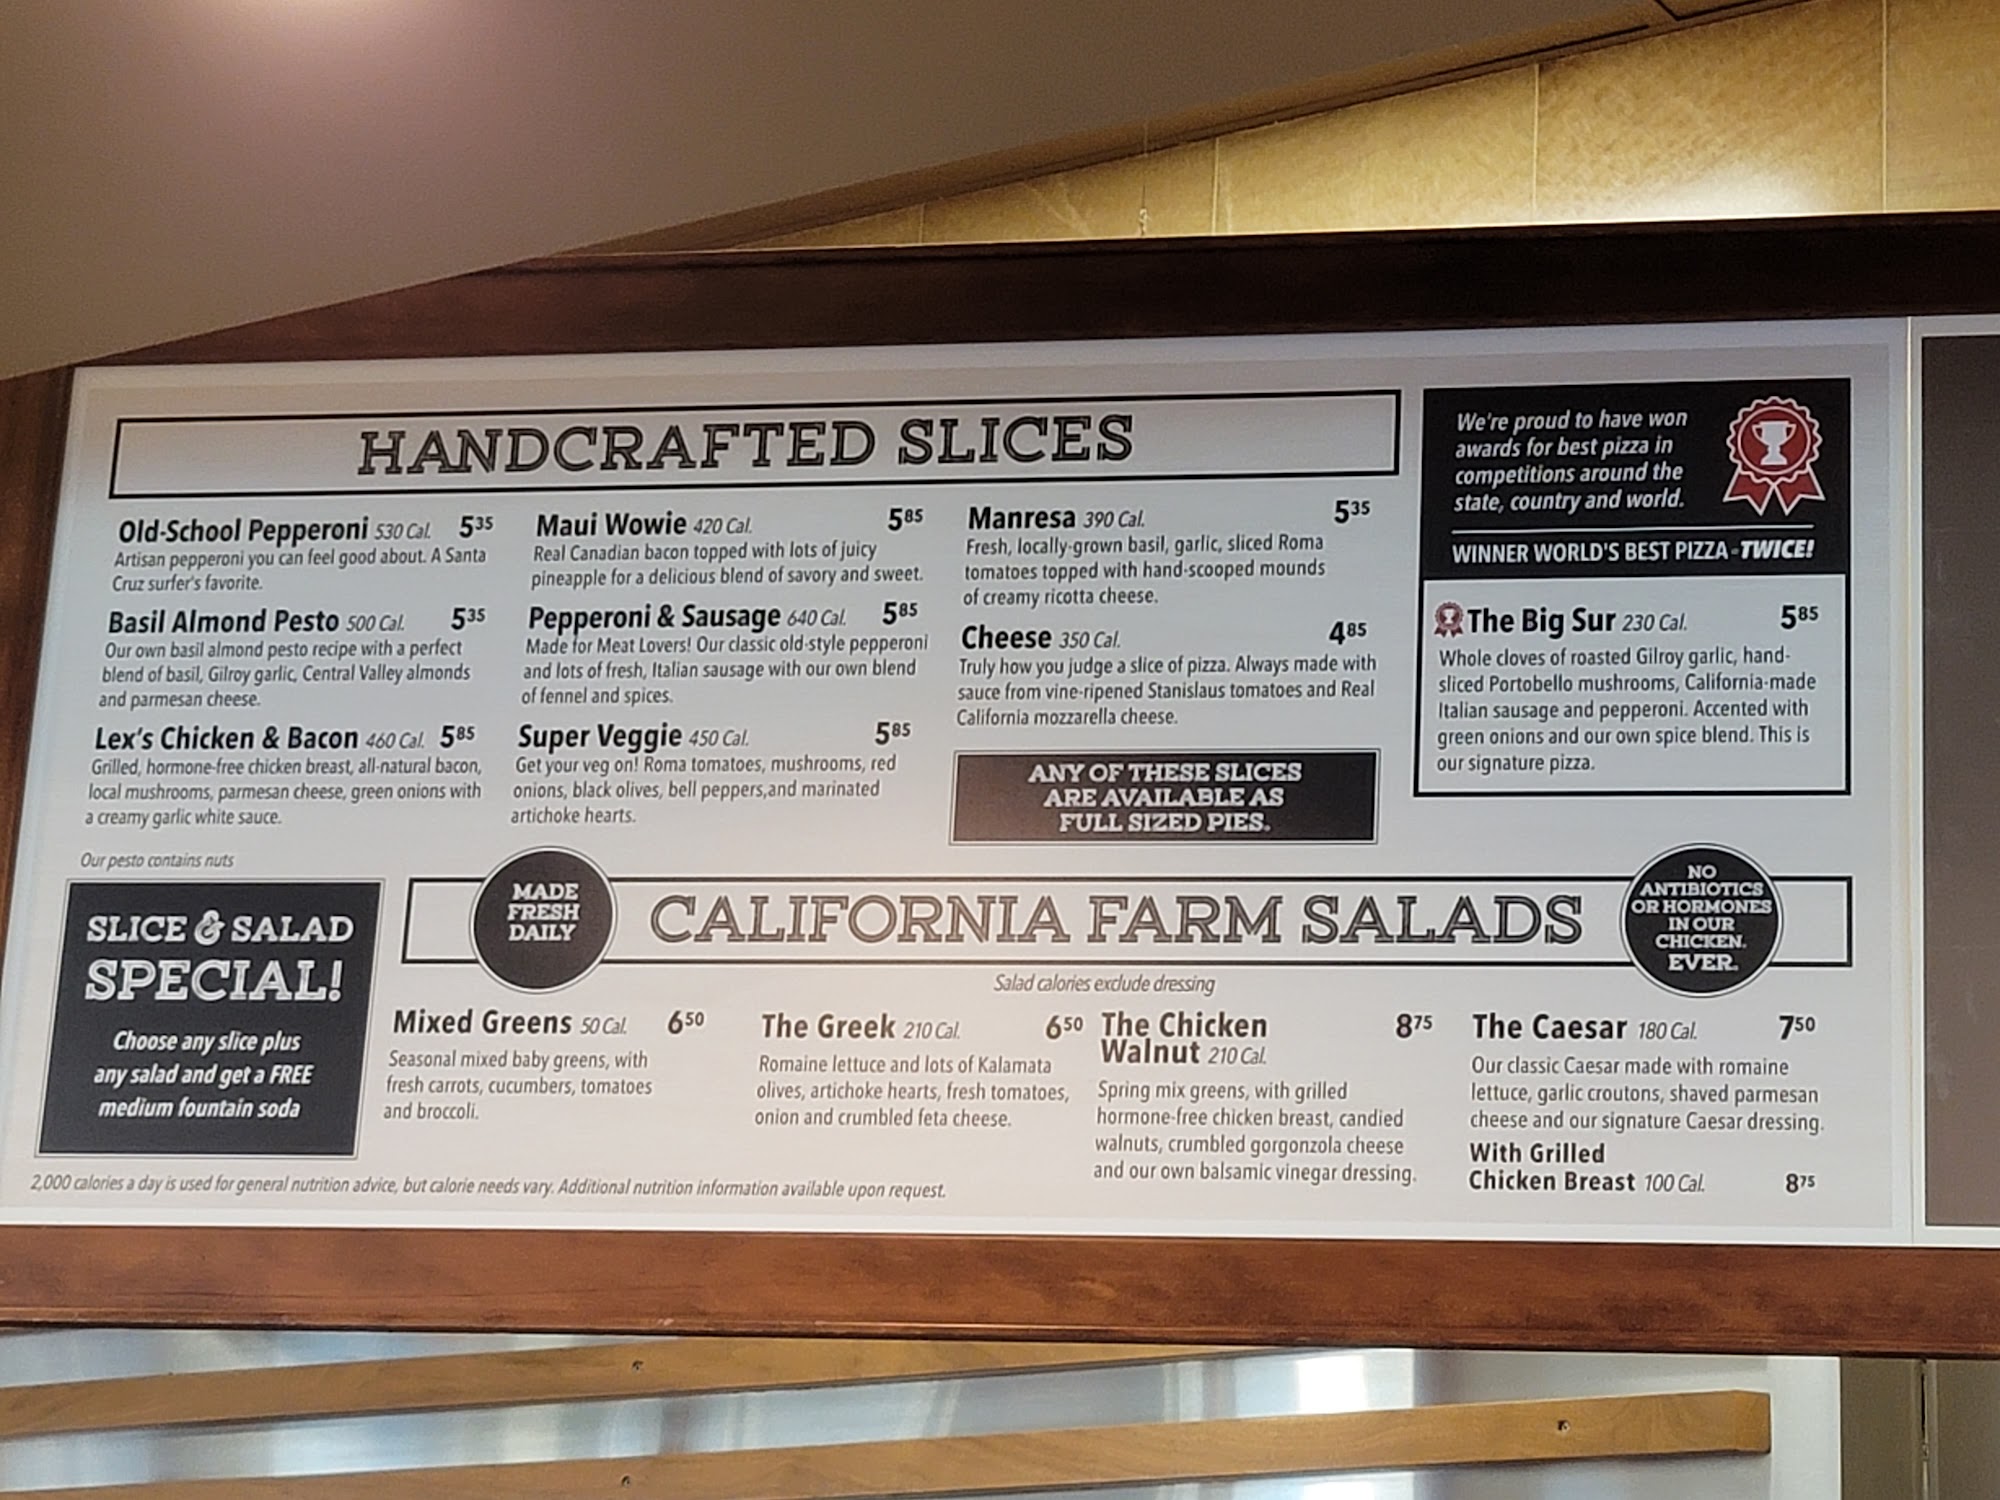 HANDCRAFTED SLICES
Old-School Pepperoni 530 Cal. 5³⁵
Artisan pepperoni you can feel good about. A Santa
Cruz surfer's favorite.
Basil Almond Pesto 500 Cal. 5³⁵
Our own basil almond pesto recipe with a perfect
blend of basil, Gilroy garlic, Central Valley almonds
and parmesan cheese.
Lex's Chicken & Bacon 460 Cal. 5⁸⁵
Grilled, hormone-free chicken breast, all-natural bacon,
local mushrooms, parmesan cheese, green onions with
a creamy garlic white sauce.
Our pesto contains nuts
Maui Wowie 420 Cal. 5⁸⁵
Real Canadian bacon topped with lots of juicy
pineapple for a delicious blend of savory and sweet.
Pepperoni & Sausage 640 Cal. 5⁸⁵
Made for Meat Lovers! Our classic old-style pepperoni
and lots of fresh, Italian sausage with our own blend
of fennel and spices.
Super Veggie 450 Cal. 5⁸⁵
Get your veg on! Roma tomatoes, mushrooms, red
onions, black olives, bell peppers,and marinated
artichoke hearts.
Manresa 390 Cal. 5³⁵
Fresh, locally-grown basil, garlic, sliced Roma
tomatoes topped with hand-scooped mounds
of creamy ricotta cheese.
Cheese 350 Cal. 4⁸⁵
Truly how you judge a slice of pizza. Always made with
sauce from vine-ripened Stanislaus tomatoes and Real
California mozzarella cheese.
ANY OF THESE SLICES
ARE AVAILABLE AS
FULL SIZED PIES.
We're proud to have won
awards for best pizza in
competitions around the
state, country and world.
WINNER WORLD'S BEST PIZZA-TWICE!
The Big Sur 230 Cal. 5⁸⁵
Whole cloves of roasted Gilroy garlic, hand-
sliced Portobello mushrooms, California-made
Italian sausage and pepperoni. Accented with
green onions and our own spice blend. This is
our signature pizza.
SLICE & SALAD
SPECIAL!
Choose any slice plus
any salad and get a FREE
medium fountain soda
MADE
FRESH
DAILY
CALIFORNIA FARM SALADS
NO
ANTIBIOTICS
OR HORMONES
IN OUR
CHICKEN.
EVER.
Salad calories exclude dressing
Mixed Greens 50 Cal. 6⁵⁰
Seasonal mixed baby greens, with
fresh carrots, cucumbers, tomatoes
and broccoli.
The Greek 210 Cal. 6⁵⁰
Romaine lettuce and lots of Kalamata
olives, artichoke hearts, fresh tomatoes,
onion and crumbled feta cheese.
The Chicken 8⁷⁵
Walnut 210 Cal.
Spring mix greens, with grilled
hormone-free chicken breast, candied
walnuts, crumbled gorgonzola cheese
and our own balsamic vinegar dressing.
The Caesar 180 Cal. 7⁵⁰
Our classic Caesar made with romaine
lettuce, garlic croutons, shaved parmesan
cheese and our signature Caesar dressing.
With Grilled
Chicken Breast 100 Cal. 8⁷⁵
2,000 calories a day is used for general nutrition advice, but calorie needs vary. Additional nutrition information available upon request.